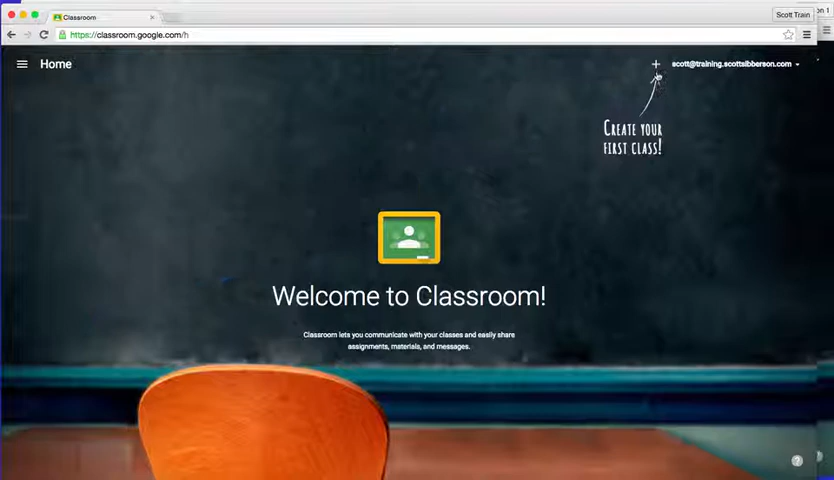 Classroom
Scott Train
https://classroom.google.com/h
Home
scott@training.scottsibberson.com
CREATE YOUR
FIRST CLASS!
Welcome to Classroom!
Classroom lets you communicate with your classes and easily share
assignments, materials, and messages.